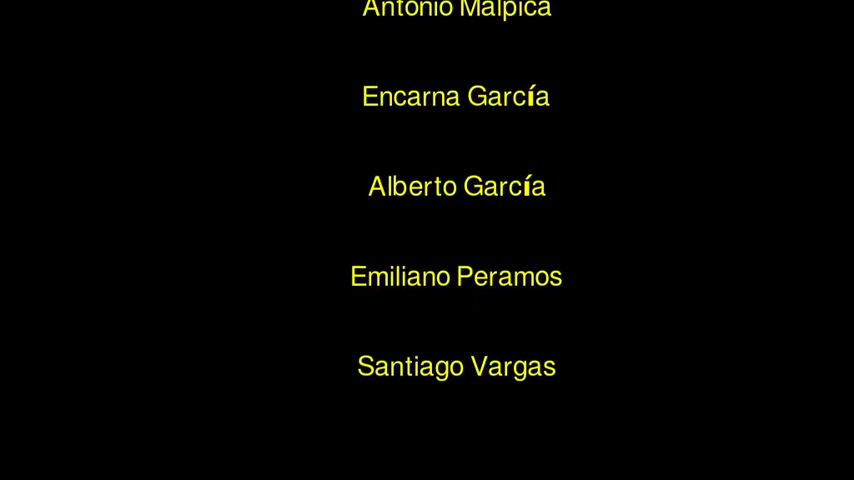 Antonio Malpica
Encarna García
Alberto García
Emiliano Peramos
Santiago Vargas